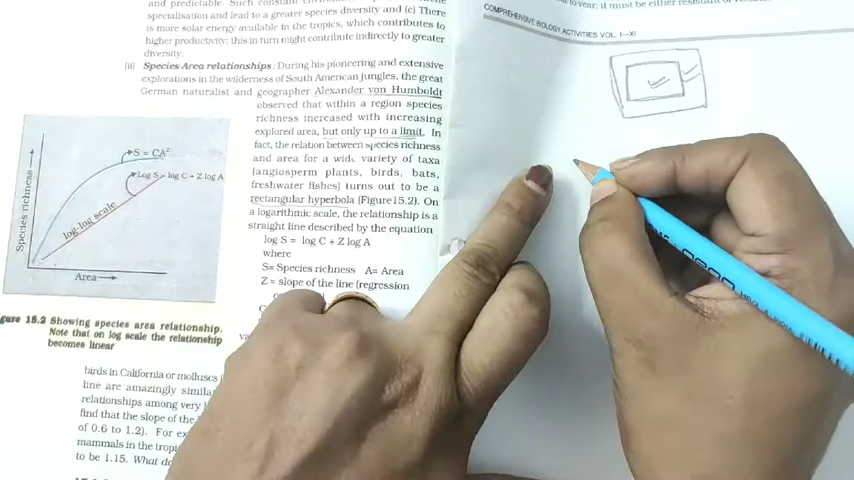 and predictable. Such constant
specialisation and lead to a greater species diversity and (c) There
is more solar energy available in the tropics, which contributes to
higher productivity; this in turn might contribute indirectly to greater
diversity.
(ii) Species-Area relationships: During his pioneering and extensive
explorations in the wilderness of South American jungles, the great
German naturalist and geographer Alexander von Humboldt
observed that within a region species
richness increased with increasing
explored area, but only up to a limit. In
fact, the relation between species richness
and area for a wide variety of taxa
(angiosperm plants, birds, bats,
freshwater fishes) turns out to be a
rectangular hyperbola (Figure15.2). On
a logarithmic scale, the relationship is a
straight line described by the equation
log S = log C + Z log A
where
S= Species richness A= Area
Z = slope of the line (regression
S = CAᶻ
Log S = log C + Z log A
log-log scale
Species richness
Area
gure 15.2 Showing species area relationship.
Note that on log scale the relationship
becomes linear
birds in California or molluscs
line are amazingly simila
relationships among very
find that the slope of the
of 0.6 to 1.2). For ex
mammals in the tropi
to be 1.15. What do
to year; it must be either
COMPREHENSIVE BIOLOGY ACTIVITIES VOL. I—XI